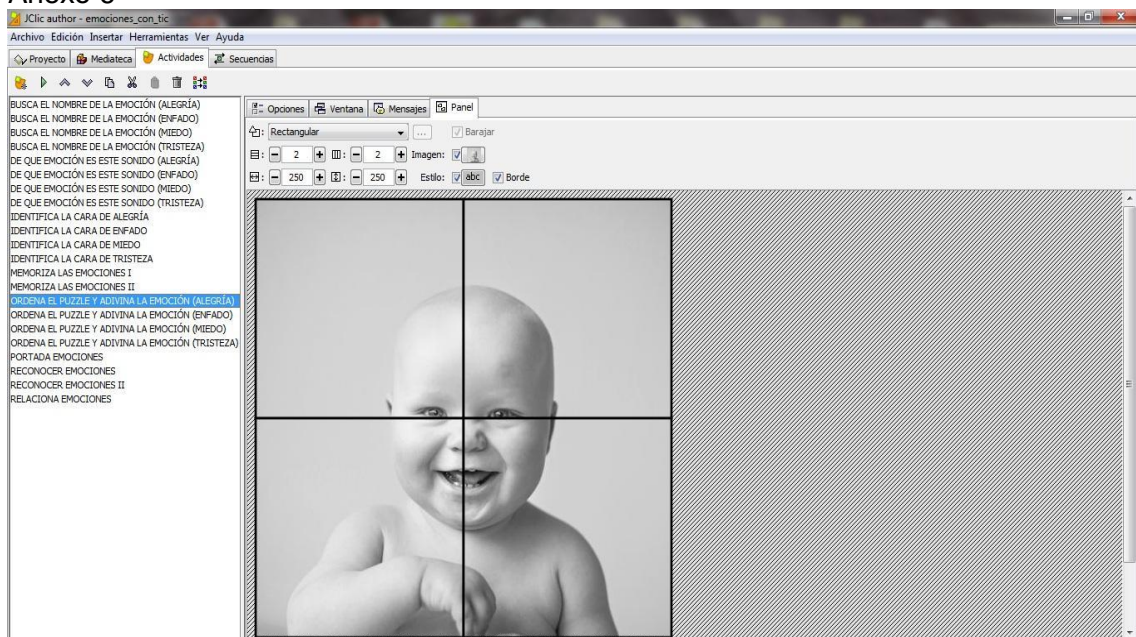 JClic author - emociones_con_tic
Archivo Edición Insertar Herramientas Ver Ayuda
Proyecto Mediateca Actividades Secuencias
BUSCA EL NOMBRE DE LA EMOCIÓN (ALEGRÍA)
BUSCA EL NOMBRE DE LA EMOCIÓN (ENFADO)
BUSCA EL NOMBRE DE LA EMOCIÓN (MIEDO)
BUSCA EL NOMBRE DE LA EMOCIÓN (TRISTEZA)
DE QUE EMOCIÓN ES ESTE SONIDO (ALEGRÍA)
DE QUE EMOCIÓN ES ESTE SONIDO (ENFADO)
DE QUE EMOCIÓN ES ESTE SONIDO (MIEDO)
DE QUE EMOCIÓN ES ESTE SONIDO (TRISTEZA)
IDENTIFICA LA CARA DE ALEGRÍA
IDENTIFICA LA CARA DE ENFADO
IDENTIFICA LA CARA DE MIEDO
IDENTIFICA LA CARA DE TRISTEZA
MEMORIZA LAS EMOCIONES I
MEMORIZA LAS EMOCIONES II
ORDENA EL PUZZLE Y ADIVINA LA EMOCIÓN (ALEGRÍA)
ORDENA EL PUZZLE Y ADIVINA LA EMOCIÓN (ENFADO)
ORDENA EL PUZZLE Y ADIVINA LA EMOCIÓN (MIEDO)
ORDENA EL PUZZLE Y ADIVINA LA EMOCIÓN (TRISTEZA)
PORTADA EMOCIONES
RECONOCER EMOCIONES
RECONOCER EMOCIONES II
RELACIONA EMOCIONES
Opciones Ventana Mensajes Panel
: Rectangular ... Barajar
: 2 : 2 Imagen:
: 250 : 250 Estilo: abc Borde